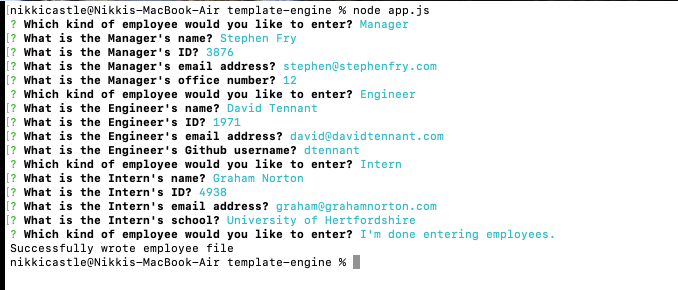 [nikkicastle@Nikkis-MacBook-Air template-engine % node app.js
[? Which kind of employee would you like to enter? Manager
[? What is the Manager's name? Stephen Fry
[? What is the Manager's ID? 3876
[? What is the Manager's email address? stephen@stephenfry.com
[? What is the Manager's office number? 12
? Which kind of employee would you like to enter? Engineer
[? What is the Engineer's name? David Tennant
[? What is the Engineer's ID? 1971
[? What is the Engineer's email address? david@davidtennant.com
[? What is the Engineer's Github username? dtennant
[? Which kind of employee would you like to enter? Intern
[? What is the Intern's name? Graham Norton
[? What is the Intern's ID? 4938
[? What is the Intern's email address? graham@grahamnorton.com
[? What is the Intern's school? University of Hertfordshire
? Which kind of employee would you like to enter? I'm done entering employees.
Successfully wrote employee file
nikkicastle@Nikkis-MacBook-Air template-engine %